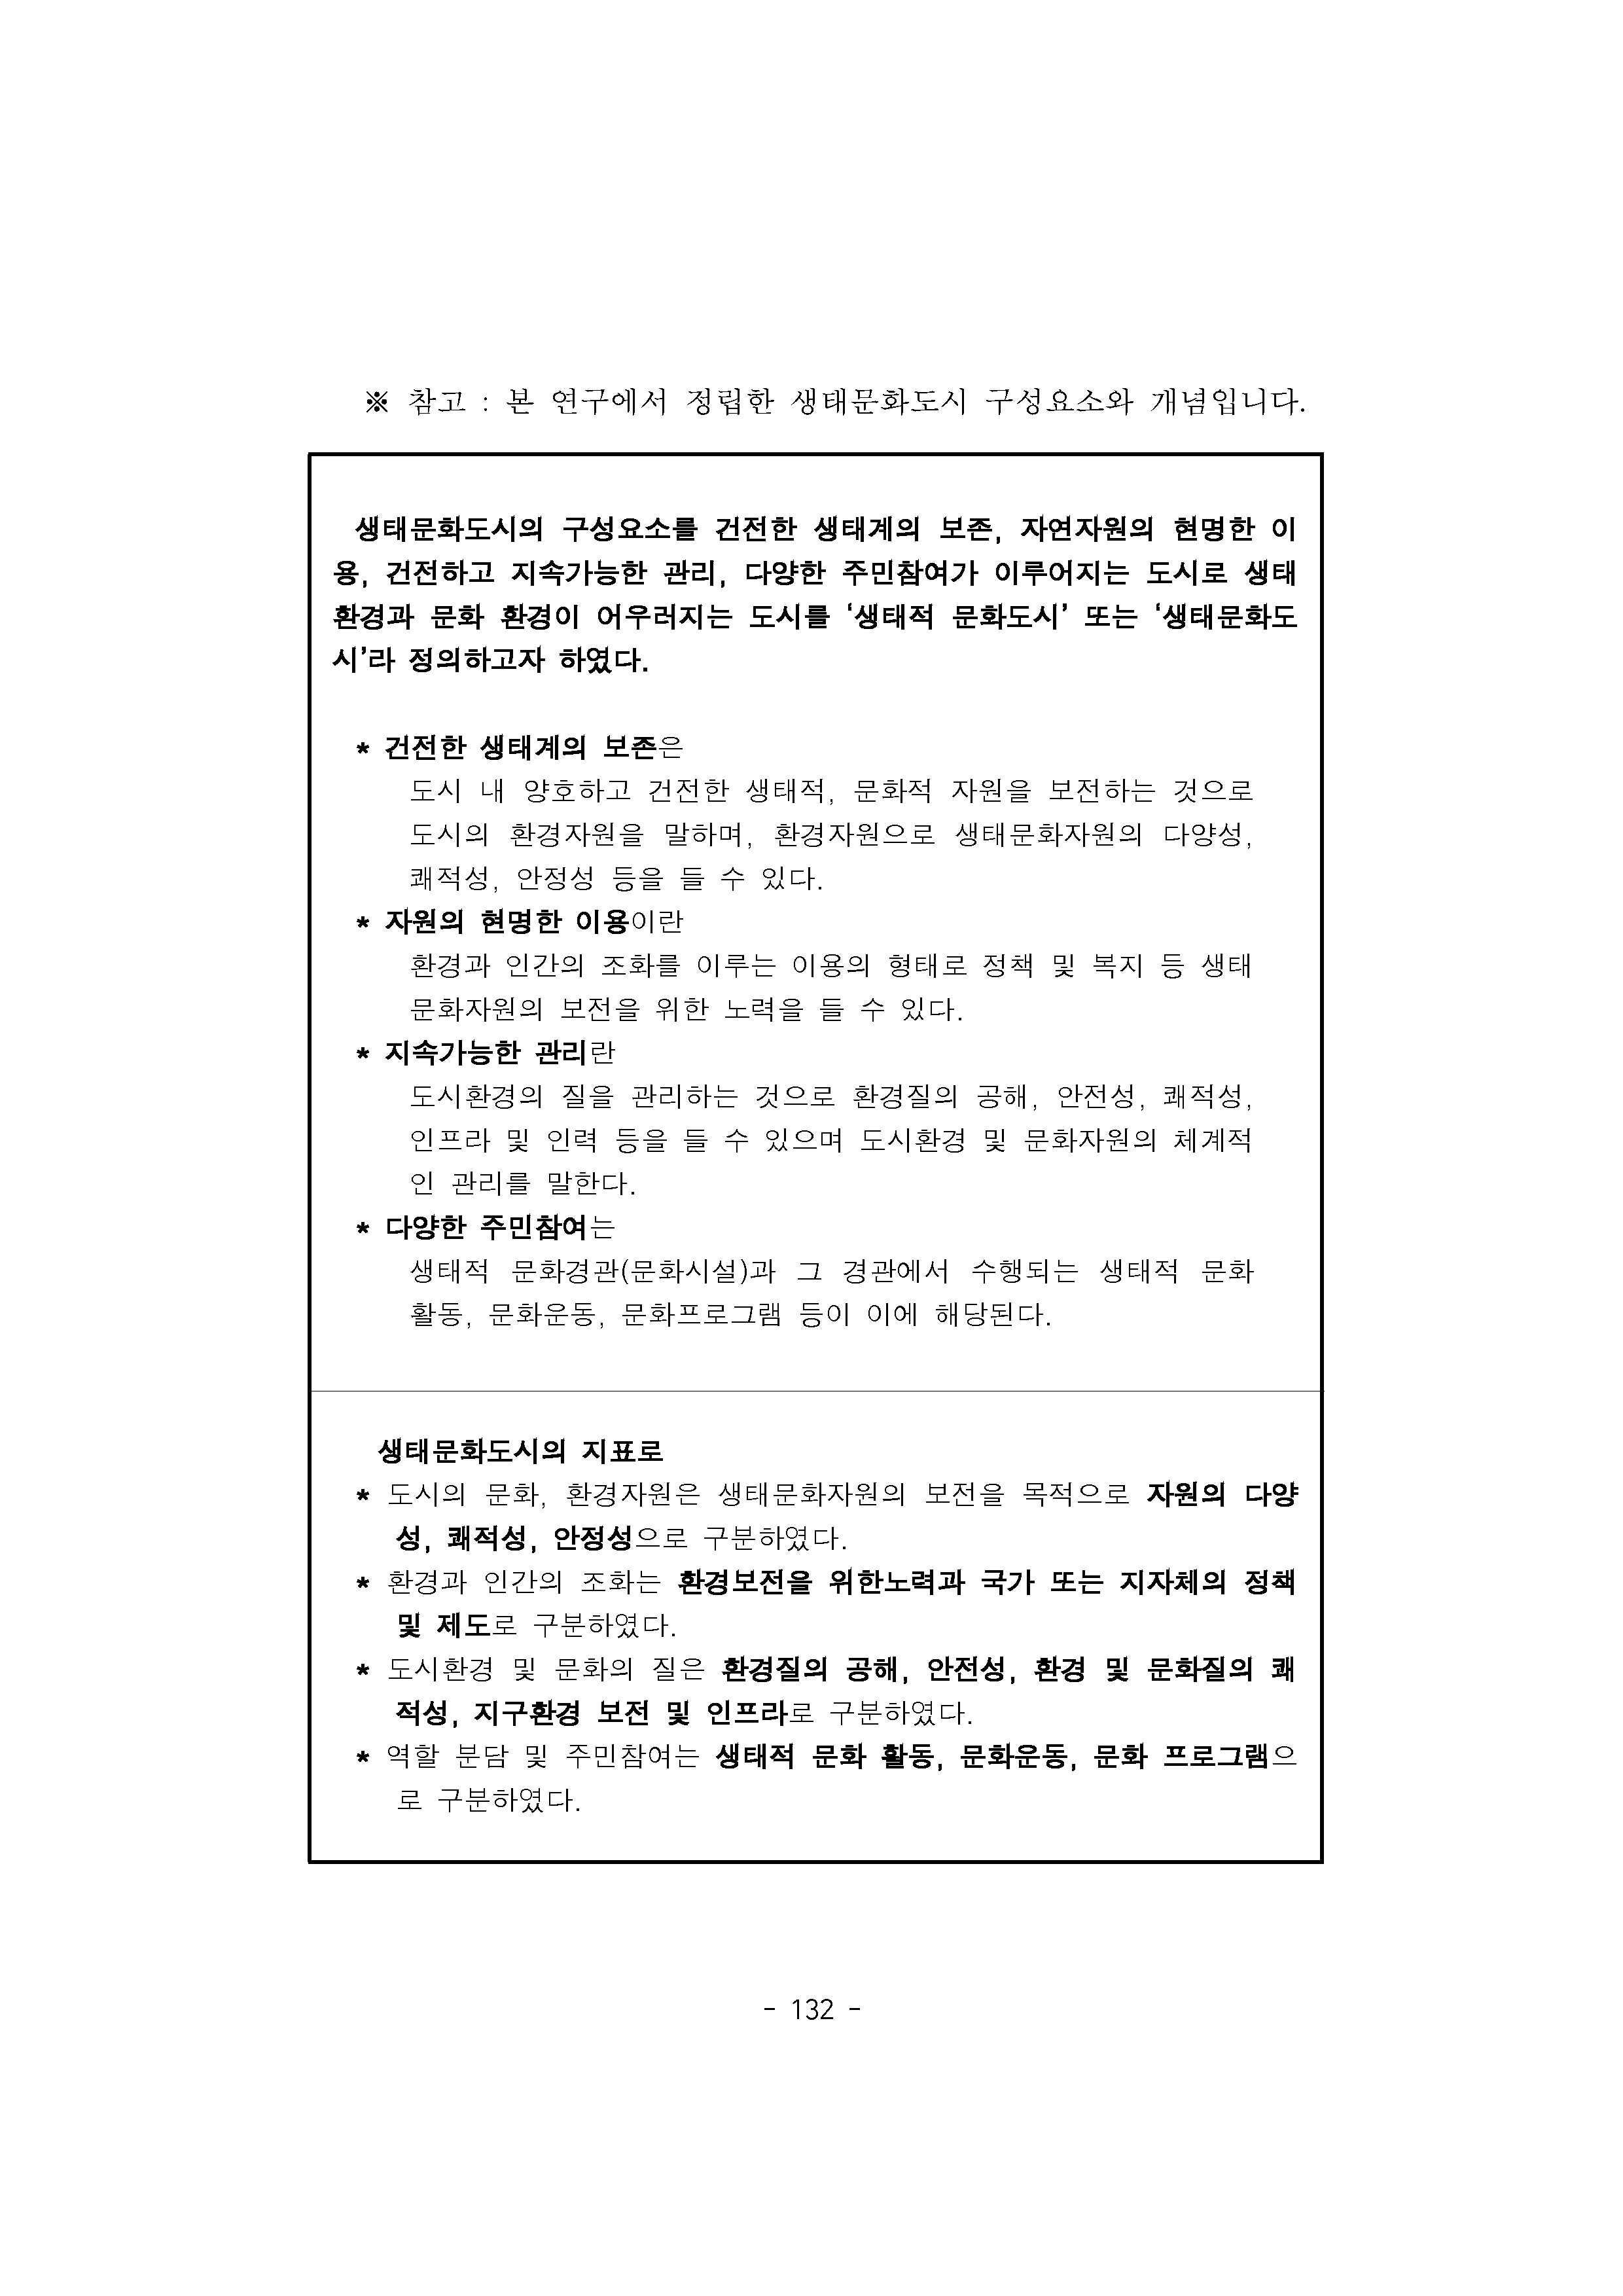 ※ 참고 : 본 연구에서 정립한 생태문화도시 구성요소와 개념입니다.
생태문화도시의 구성요소를 건전한 생태계의 보존, 자연자원의 현명한 이
용, 건전하고 지속가능한 관리, 다양한 주민참여가 이루어지는 도시로 생태
환경과 문화 환경이 어우러지는 도시를 ‘생태적 문화도시’ 또는 ‘생태문화도
시’라 정의하고자 하였다.
* 건전한 생태계의 보존은
도시 내 양호하고 건전한 생태적, 문화적 자원을 보전하는 것으로
도시의 환경자원을 말하며, 환경자원으로 생태문화자원의 다양성,
쾌적성, 안정성 등을 들 수 있다.
* 자원의 현명한 이용이란
환경과 인간의 조화를 이루는 이용의 형태로 정책 및 복지 등 생태
문화자원의 보전을 위한 노력을 들 수 있다.
* 지속가능한 관리란
도시환경의 질을 관리하는 것으로 환경질의 공해, 안전성, 쾌적성,
인프라 및 인력 등을 들 수 있으며 도시환경 및 문화자원의 체계적
인 관리를 말한다.
* 다양한 주민참여는
생태적 문화경관(문화시설)과 그 경관에서 수행되는 생태적 문화
활동, 문화운동, 문화프로그램 등이 이에 해당된다.
생태문화도시의 지표로
* 도시의 문화, 환경자원은 생태문화자원의 보전을 목적으로 자원의 다양
성, 쾌적성, 안정성으로 구분하였다.
* 환경과 인간의 조화는 환경보전을 위한노력과 국가 또는 지자체의 정책
및 제도로 구분하였다.
* 도시환경 및 문화의 질은 환경질의 공해, 안전성, 환경 및 문화질의 쾌
적성, 지구환경 보전 및 인프라로 구분하였다.
* 역할 분담 및 주민참여는 생태적 문화 활동, 문화운동, 문화 프로그램으
로 구분하였다.
- 132 -